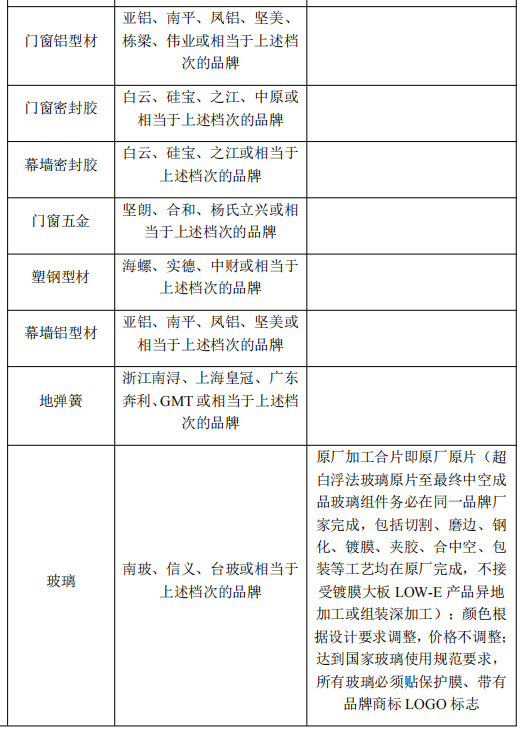 门窗铝型材
亚铝、南平、凤铝、坚美、
栋梁、伟业或相当于上述档
次的品牌
门窗密封胶
白云、硅宝、之江、中原或
相当于上述档次的品牌
幕墙密封胶
白云、硅宝、之江或相当于
上述档次的品牌
门窗五金
坚朗、合和、杨氏立兴或相
当于上述档次的品牌
塑钢型材
海螺、实德、中财或相当于
上述档次的品牌
幕墙铝型材
亚铝、南平、凤铝、坚美或
相当于上述档次的品牌
地弹簧
浙江南浔、上海皇冠、广东
奔利、GMT 或相当于上述档
次的品牌
玻璃
南玻、信义、台玻或相当于
上述档次的品牌
原厂加工合片即原厂原片（超
白浮法玻璃原片至最终中空成
品玻璃组件务必在同一品牌厂
家完成，包括切割、磨边、钢
化、镀膜、夹胶、合中空、包
装等工艺均在原厂完成，不接
受镀膜大板 LOW-E 产品异地
加工或组装深加工）；颜色根
据设计要求调整，价格不调整；
达到国家玻璃使用规范要求，
所有玻璃必须贴保护膜、带有
品牌商标 LOGO 标志